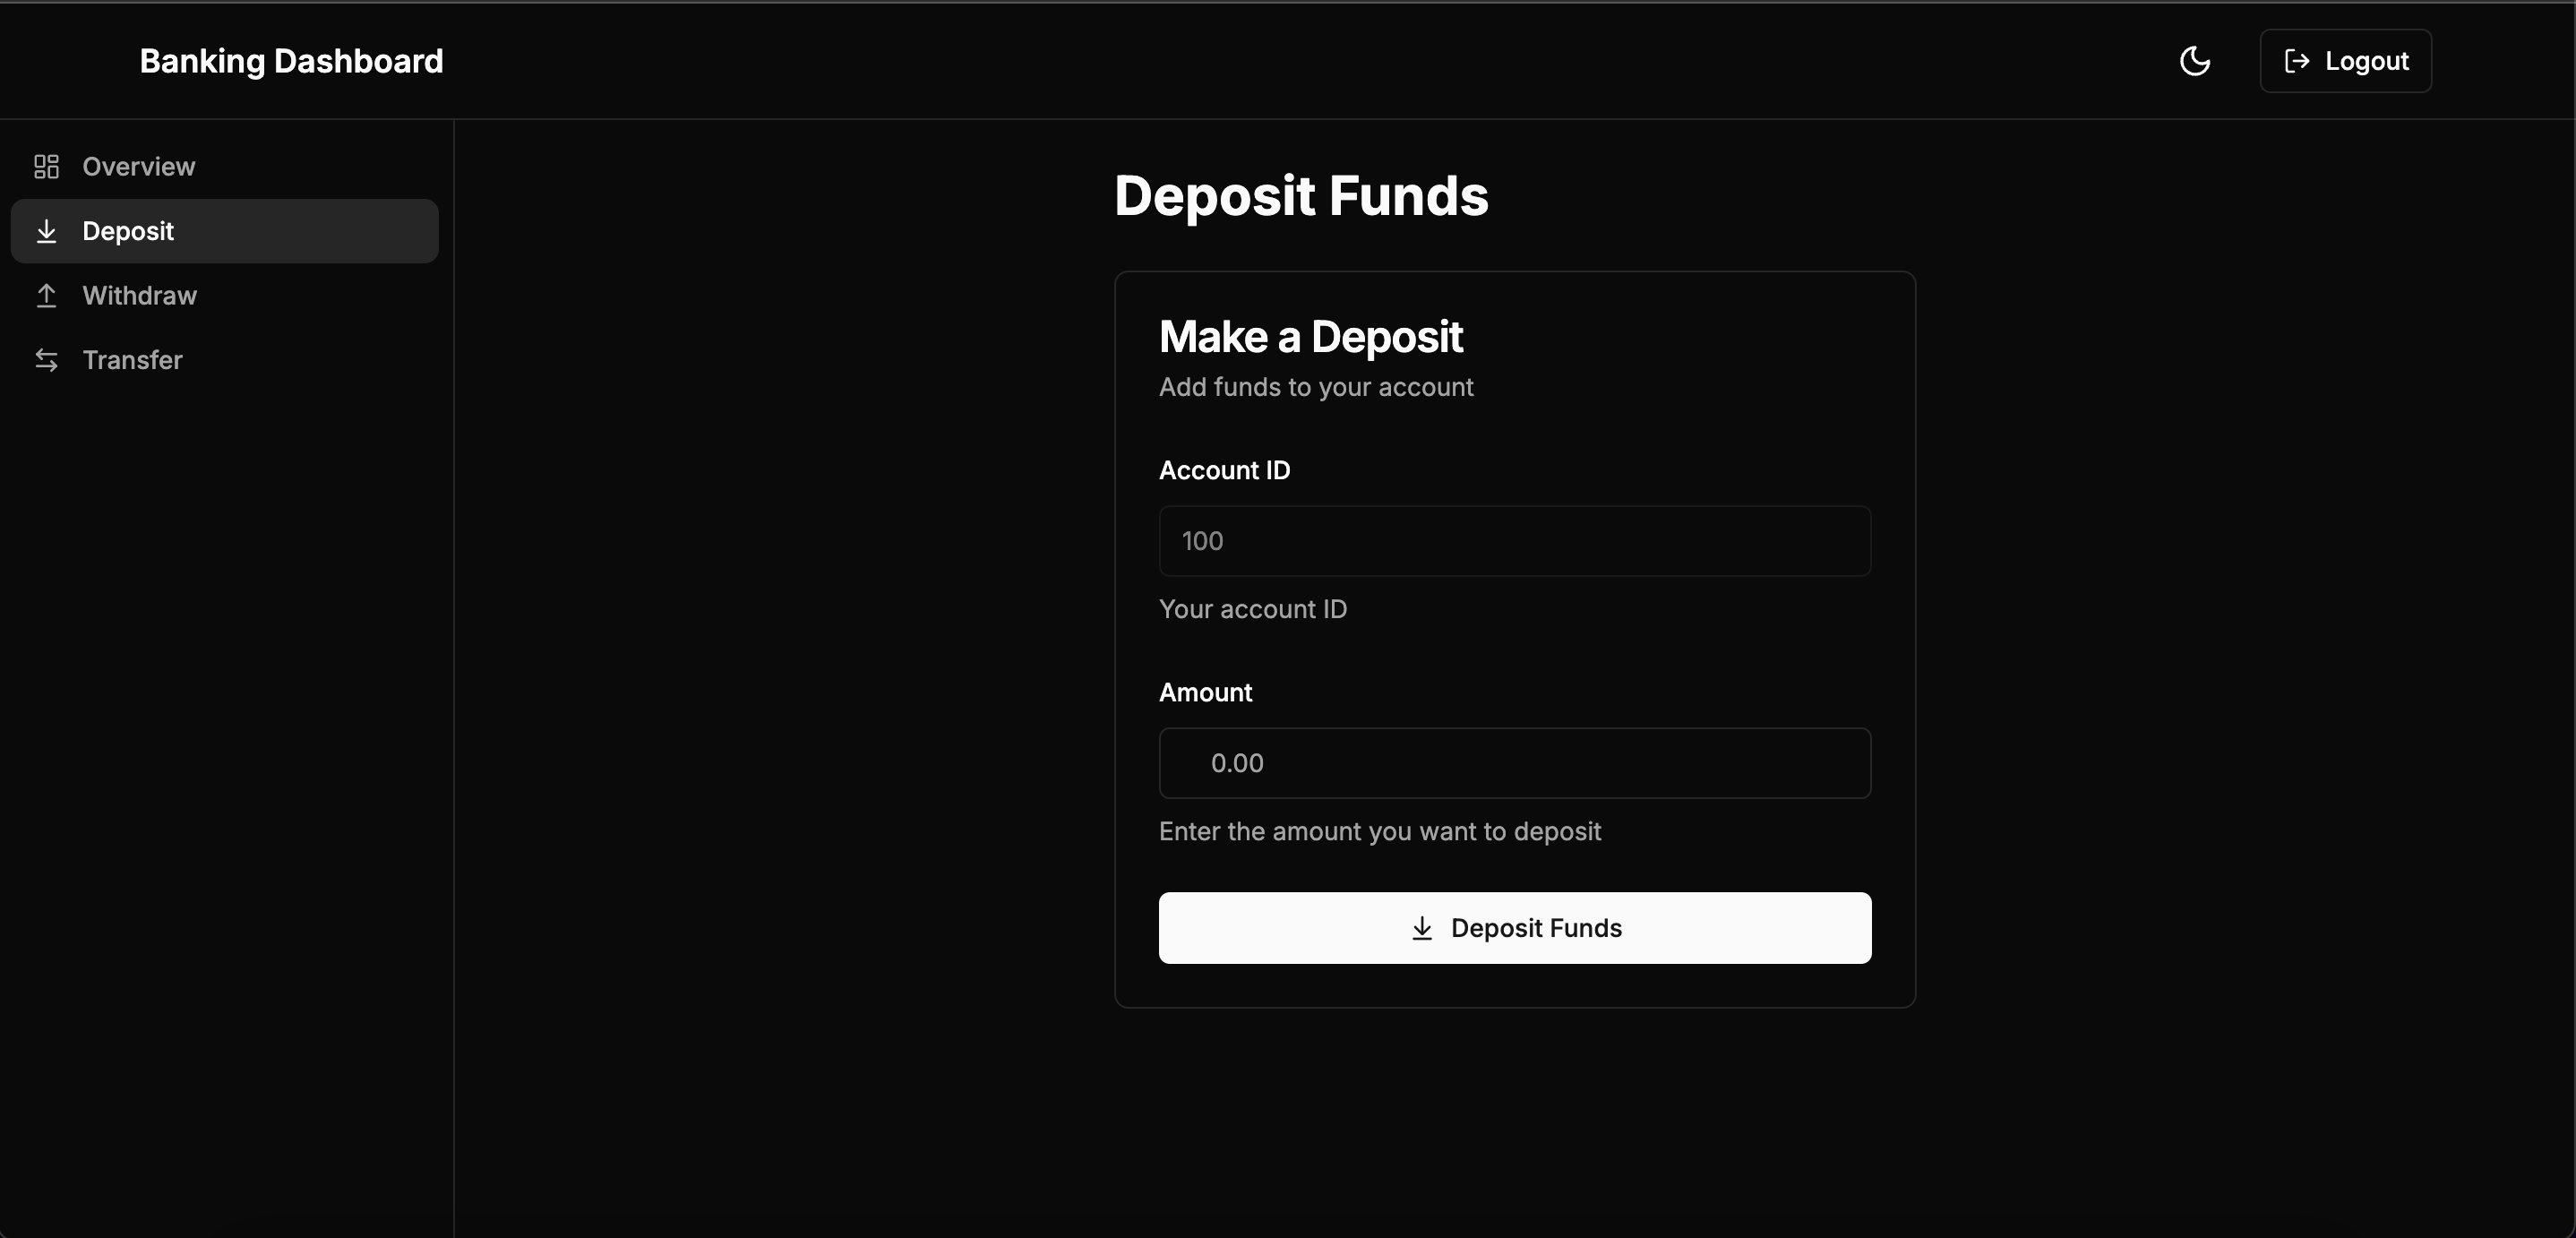 Banking Dashboard
Logout
Overview
Deposit
Withdraw
Transfer
Deposit Funds
Make a Deposit
Add funds to your account
Account ID
100
Your account ID
Amount
0.00
Enter the amount you want to deposit
Deposit Funds